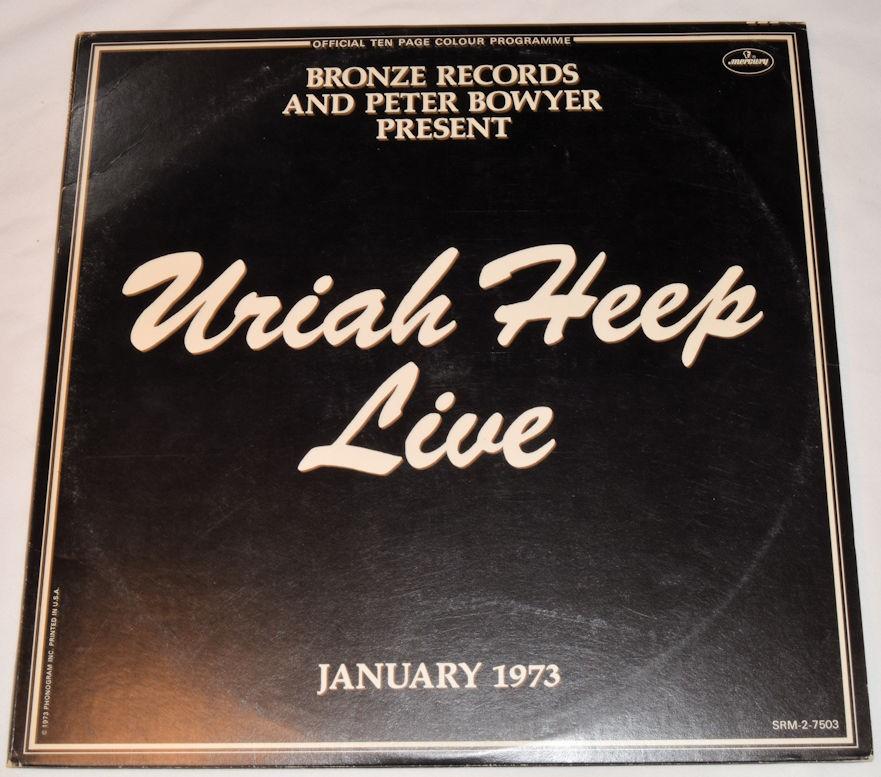 OFFICIAL TEN PAGE COLOUR PROGRAMME
mercury
BRONZE RECORDS
AND PETER BOWYER
PRESENT
Uriah Heep
Live
JANUARY 1973
© 1973 PHONOGRAM INC. PRINTED IN U.S.A.
SRM-2-7503